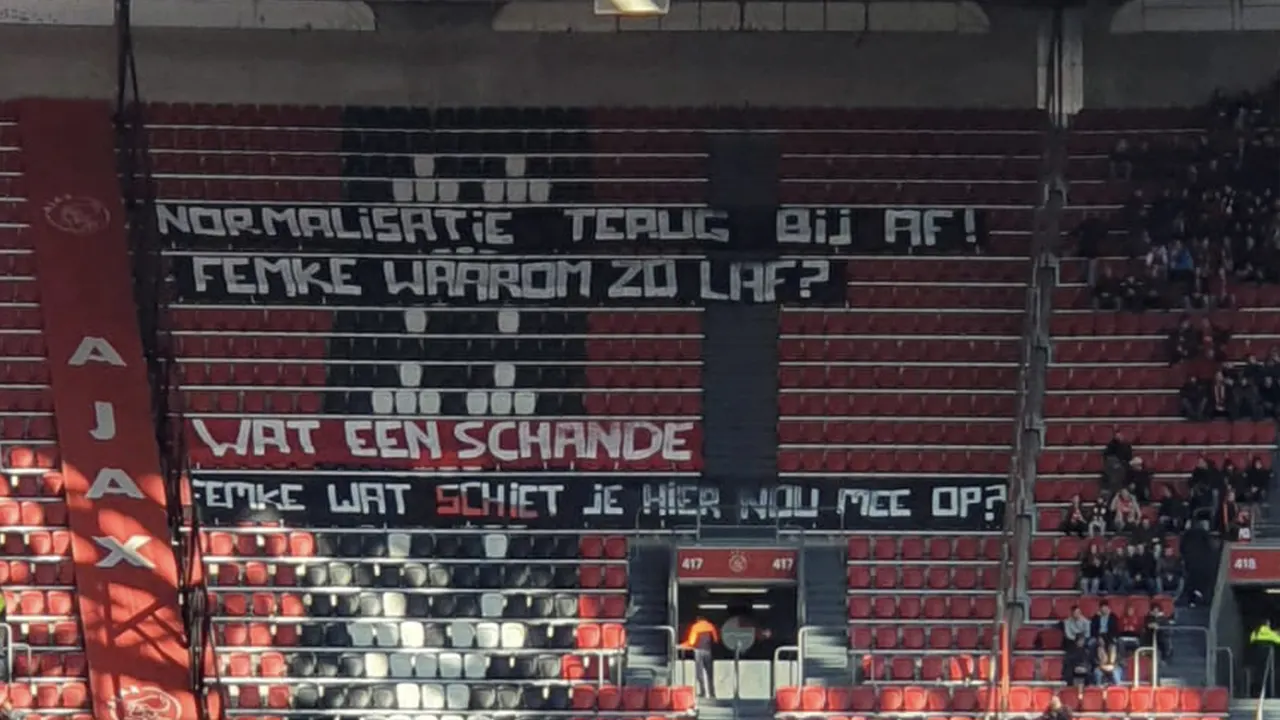 NORMALISATIE TERUG BIJ AF!
FEMKE WAAROM ZO LAF?
AJAX
WAT EEN SCHANDE
FEMKE WAT SCHIET JE HIER NOU MEE OP?
417 417
418